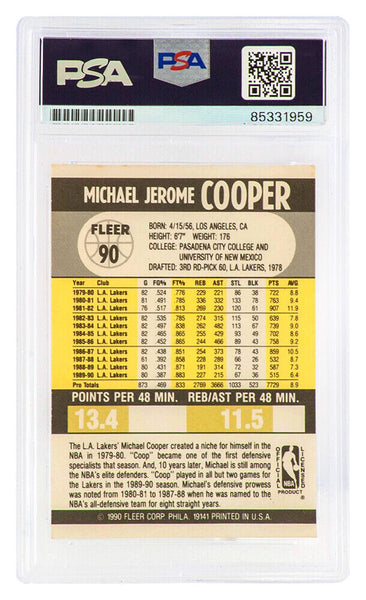 PSA
PSA
85331959
MICHAEL JEROME COOPER
FLEER
90
BORN: 4/15/56, LOS ANGELES, CA
HEIGHT: 6'7" WEIGHT: 176
COLLEGE: PASADENA CITY COLLEGE AND
UNIVERSITY OF NEW MEXICO
DRAFTED: 3RD RD-PICK 60, L.A. LAKERS, 1978
Year Club G FG% FT% REB AST STL BLK PTS AVG
1979-80 L.A. Lakers 82 .524 .776 229 221 86 38 722 8.8
1980-81 L.A. Lakers 81 .491 .785 336 332 133 78 763 9.4
1981-82 L.A. Lakers 76 .517 .813 269 230 120 61 907 11.9
1982-83 L.A. Lakers 82 .535 .785 274 315 115 50 639 7.8
1983-84 L.A. Lakers 82 .497 .838 262 482 113 67 739 9.0
1984-85 L.A. Lakers 82 .465 .865 255 429 93 49 702 8.6
1985-86 L.A. Lakers 82 .452 .865 244 466 89 43 758 9.2
1986-87 L.A. Lakers 82 .438 .851 254 373 78 43 859 10.5
1987-88 L.A. Lakers 61 .392 .858 228 289 66 26 532 8.7
1988-89 L.A. Lakers 80 .431 .871 191 314 72 32 587 7.3
1989-90 L.A. Lakers 80 .387 .883 227 215 67 36 515 6.4
Pro Totals 873 .469 .833 2769 3666 1033 523 7729 8.9
POINTS PER 48 MIN. REB/AST PER 48 MIN.
13.4 11.5
The L.A. Lakers' Michael Cooper created a niche for himself in the
NBA in 1979-80. "Coop" became one of the first defensive
specialists that season. And, 10 years later, Michael is still among
the NBA's elite defenders. "Coop" played in all but two games for
the Lakers in the 1989-90 season. Michael's defensive prowess
was noted from 1980-81 to 1987-88 when he was named to the
NBA's all-defensive team for eight straight years.
OFFICIAL
NBA
LICENSED
PRODUCT ®
© 1990 FLEER CORP. PHILA. 19141 PRINTED IN U.S.A.